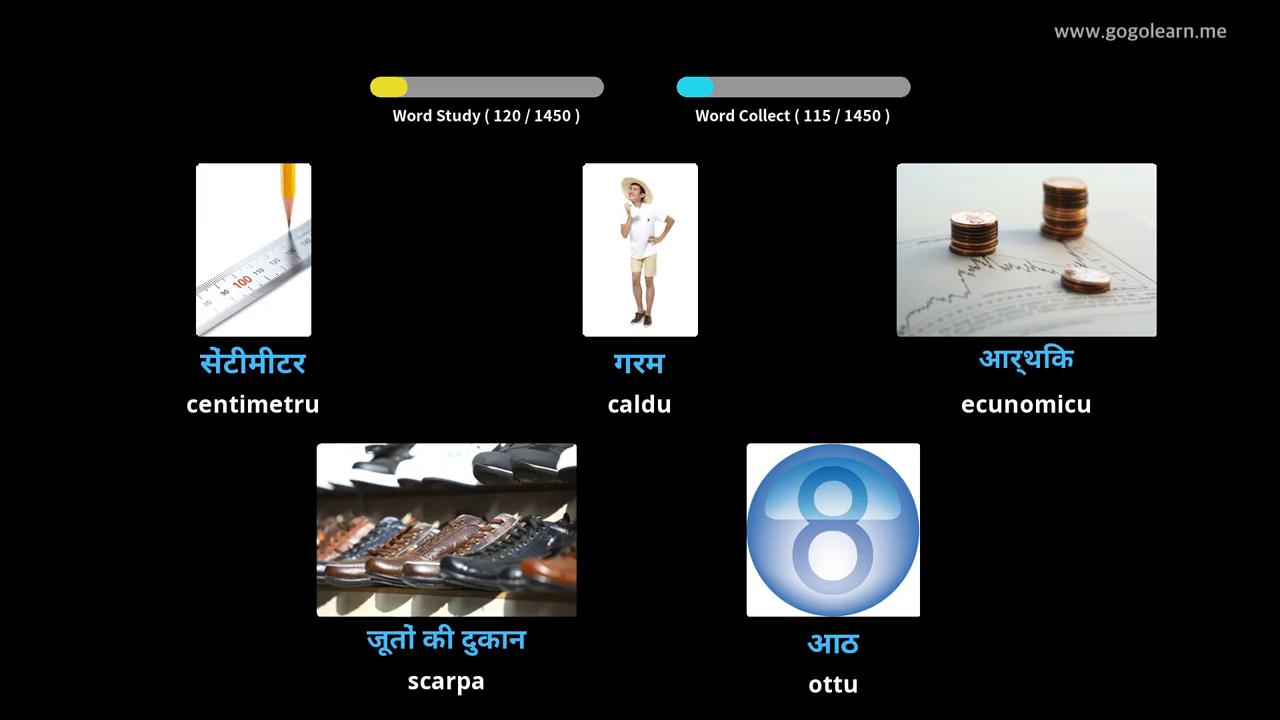 www.gogolearn.me
Word Study ( 120 / 1450 )
Word Collect ( 115 / 1450 )
सेंटीमीटर
centimetru
गरम
caldu
आर्थिक
ecunomicu
जूतों की दुकान
scarpa
आठ
ottu